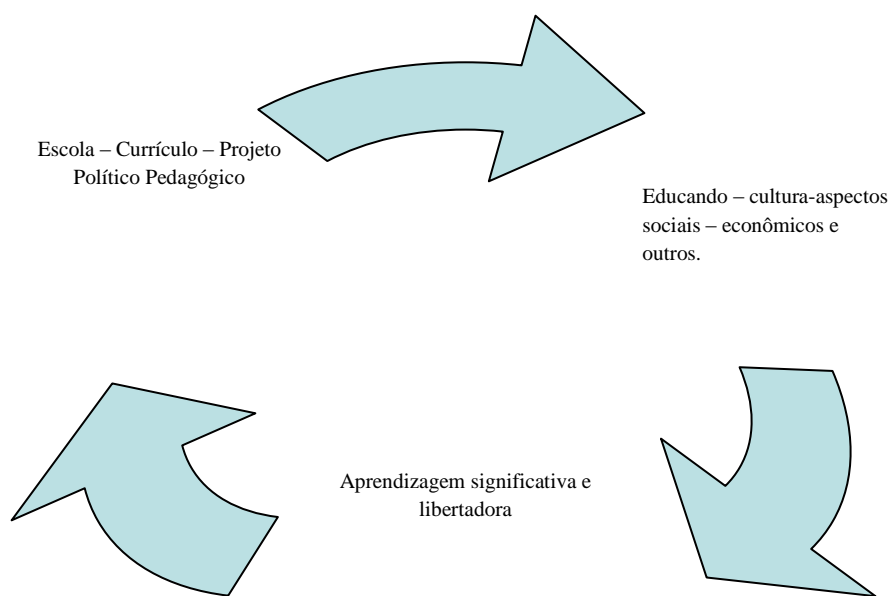 Escola – Currículo – Projeto
Político Pedagógico
Educando – cultura-aspectos
sociais – econômicos e
outros.
Aprendizagem significativa e
libertadora